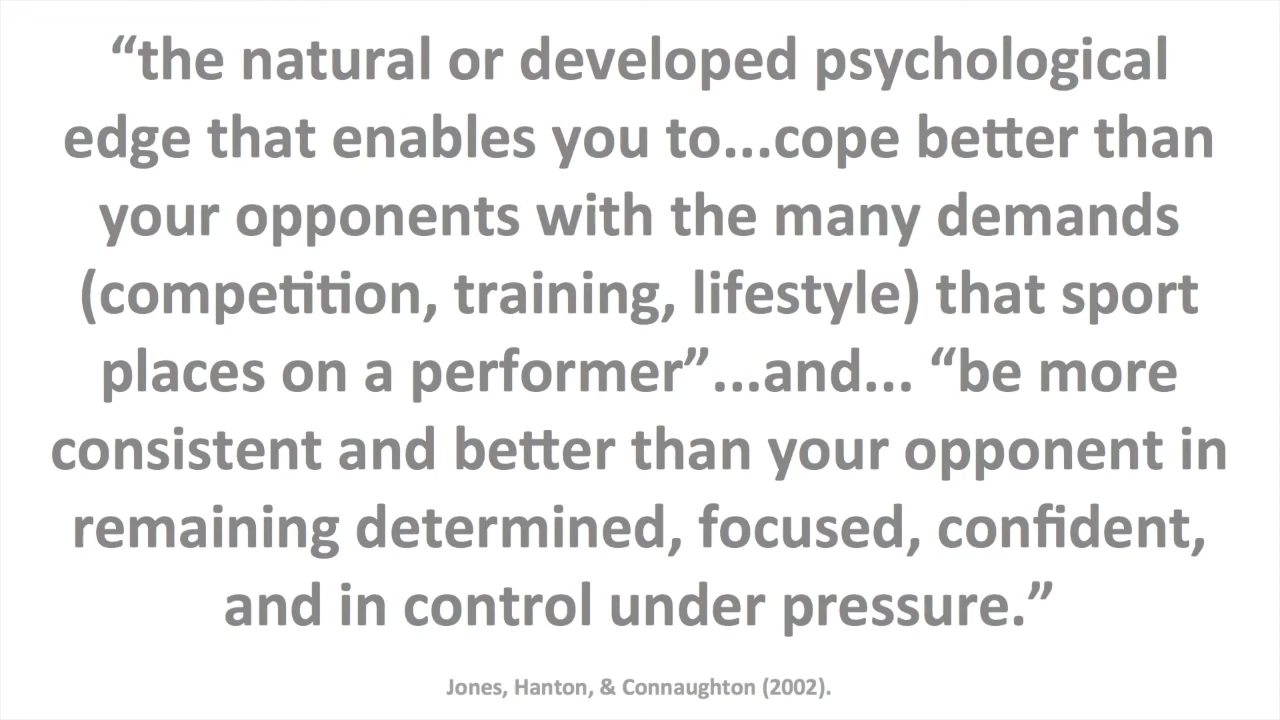 “the natural or developed psychological
edge that enables you to...cope better than
your opponents with the many demands
(competition, training, lifestyle) that sport
places on a performer”...and... “be more
consistent and better than your opponent in
remaining determined, focused, confident,
and in control under pressure.”
Jones, Hanton, & Connaughton (2002).